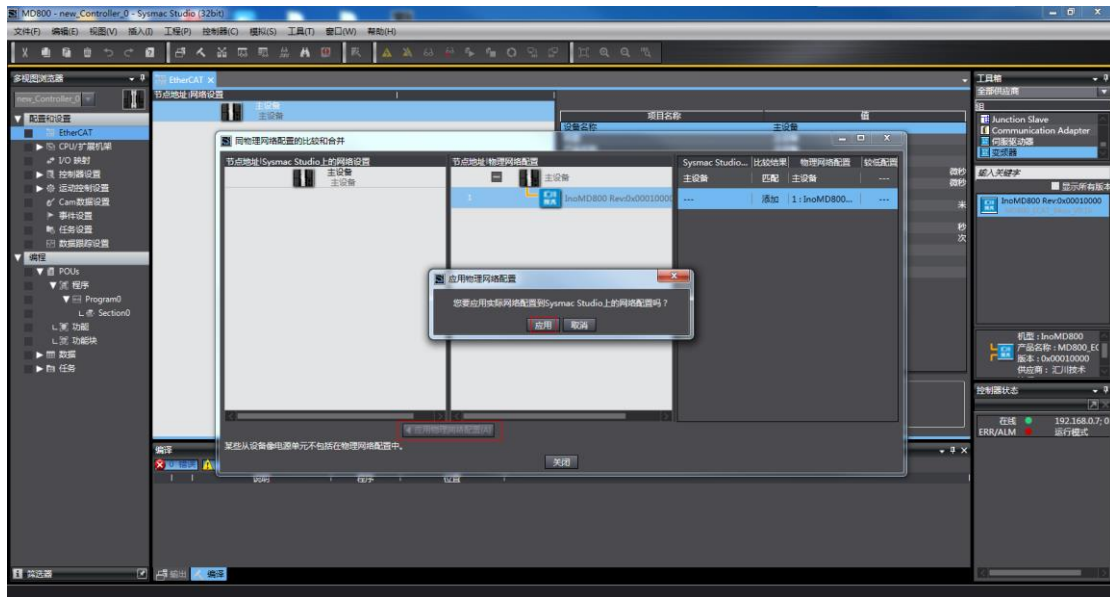 MD800 - new_Controller_0 - Sysmac Studio (32bit)
文件(F) 编辑(E) 视图(V) 插入(I) 工程(P) 控制器(C) 模拟(S) 工具(T) 窗口(W) 帮助(H)
多视图浏览器
new_Controller_0
配置和设置
EtherCAT
CPU/扩展机架
I/O 映射
控制器设置
运动控制设置
Cam数据设置
事件设置
任务设置
数据跟踪设置
编程
POUs
程序
Program0
Section0
功能
功能块
数据
任务
筛选器
EtherCAT
节点地址|网络设置
主设备
主设备
项目名称 值
设备名称 主设备
微秒
微秒
米
秒
次
同物理网络配置的比较和合并
节点地址|Sysmac Studio上的网络设置
主设备
主设备
节点地址|物理网络配置
主设备
1 InoMD800 Rev:0x00010000
Sysmac Studio... 比较结果 物理网络配置 较低配置
主设备 匹配 主设备 ---
--- 添加 1 : InoMD800... ---
应用物理网络配置
您要应用实际网络配置到Sysmac Studio上的网络配置吗？
应用 取消
应用物理网络配置(A)
某些从设备像电源单元不包括在物理网络配置中。
关闭
编译
0 错误
说明 程序 位置
输出 编译
工具箱
全部供应商
组
Junction Slave
Communication Adapter
伺服驱动器
变频器
输入关键字
显示所有版本
InoMD800 Rev:0x00010000
机型 : InoMD800
产品名称 : MD800_EC
版本 : 0x00010000
供应商 : 汇川技术
控制器状态
在线 192.168.0.7; 0
ERR/ALM 运行模式